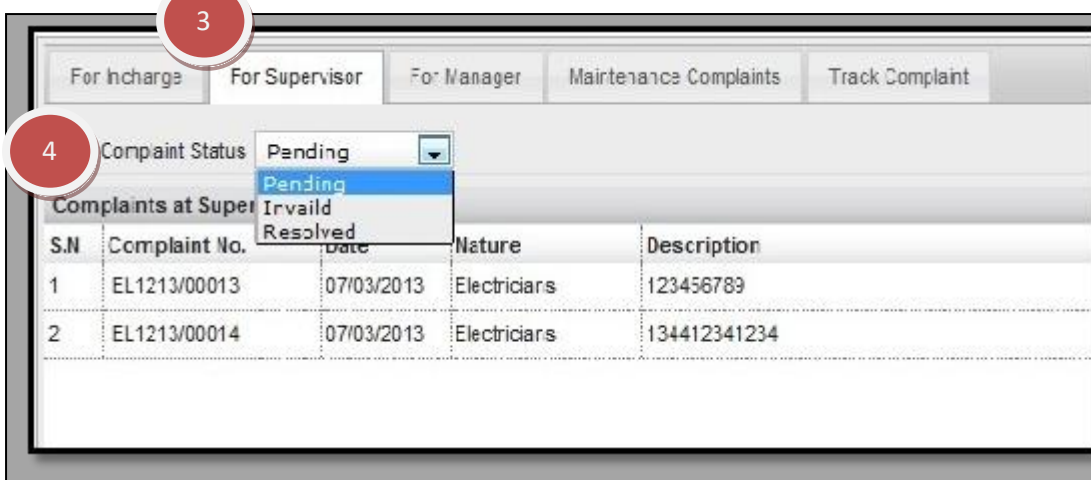 3
For Incharge For Supervisor For Manager Maintenance Complaints Track Complaint
4 Complaint Status Pending
Pending
Complaints at Super Invaild
Resolved
S.N Complaint No. Date Nature Description
1 EL1213/00013 07/03/2013 Electricians 123456789
2 EL1213/00014 07/03/2013 Electricians 134412341234